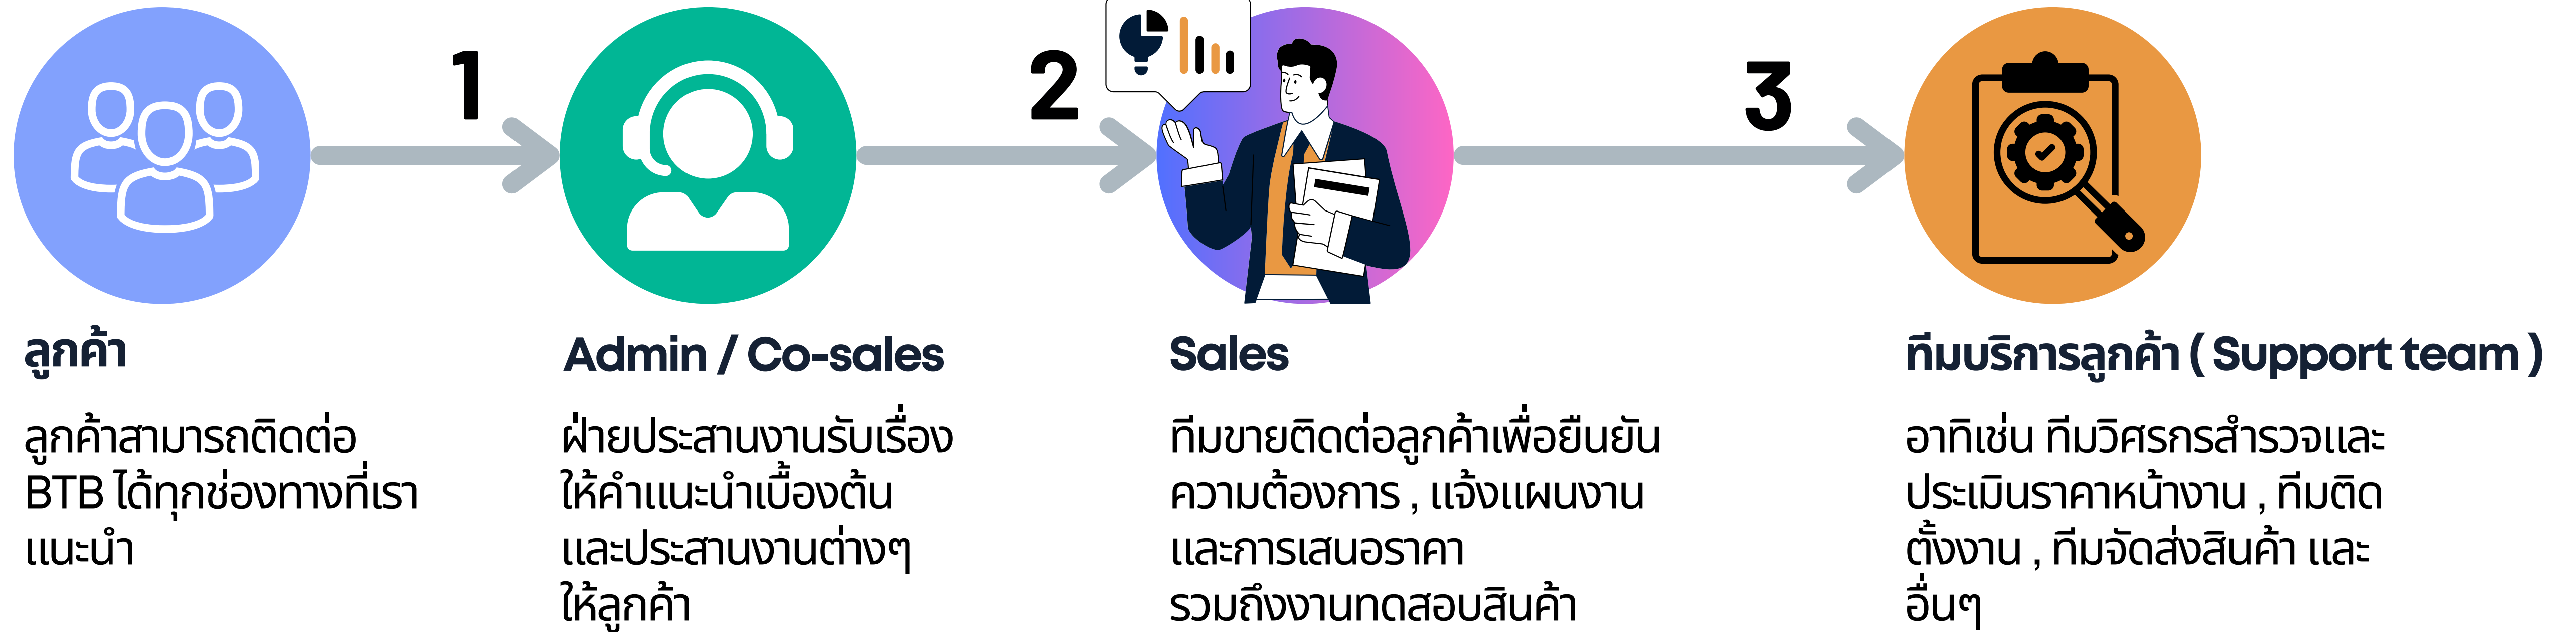 1
2
3
ลูกค้า
ลูกค้าสามารถติดต่อ
BTB ได้ทุกช่องทางที่เรา
แนะนำ
Admin / Co-sales
ฝ่ายประสานงานรับเรื่อง
ให้คำแนะนำเบื้องต้น
และประสานงานต่างๆ
ให้ลูกค้า
Sales
ทีมขายติดต่อลูกค้าเพื่อยืนยัน
ความต้องการ , แจ้งแผนงาน
และการเสนอราคา
รวมถึงงานทดสอบสินค้า
ทีมบริการลูกค้า ( Support team )
อาทิเช่น ทีมวิศรกรสำรวจและ
ประเมินราคาหน้างาน , ทีมติด
ตั้งงาน , ทีมจัดส่งสินค้า และ
อื่นๆ